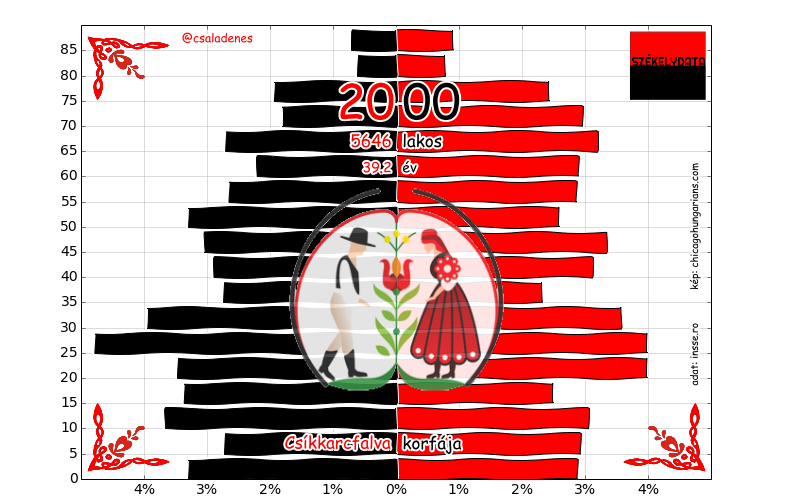 @csaladenes
SZÉKELYDATA
2000
5646 lakos
39,2 év
kép: chicagohungarians.com
adat: insse.ro
Csíkkarcfalva korfája
85
80
75
70
65
60
55
50
45
40
35
30
25
20
15
10
5
0
4% 3% 2% 1% 0% 1% 2% 3% 4%